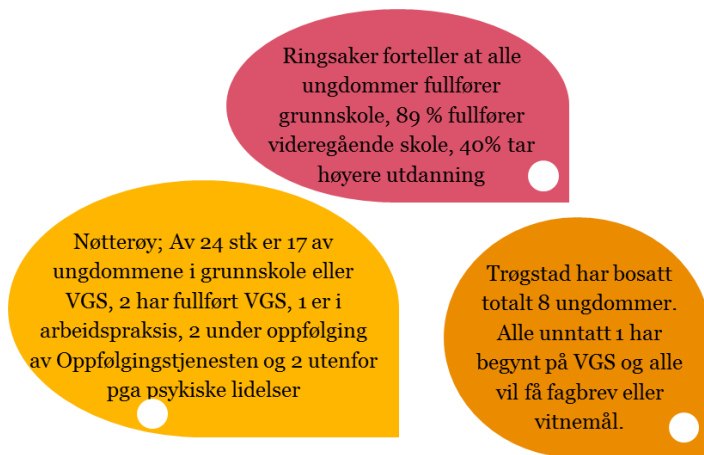 Ringsaker forteller at alle
ungdommer fullfører
grunnskole, 89 % fullfører
videregående skole, 40% tar
høyere utdanning
Nøtterøy; Av 24 stk er 17 av
ungdommene i grunnskole eller
VGS, 2 har fullført VGS, 1 er i
arbeidspraksis, 2 under oppfølging
av Oppfølgingstjenesten og 2 utenfor
pga psykiske lidelser
Trøgstad har bosatt
totalt 8 ungdommer.
Alle unntatt 1 har
begynt på VGS og alle
vil få fagbrev eller
vitnemål.